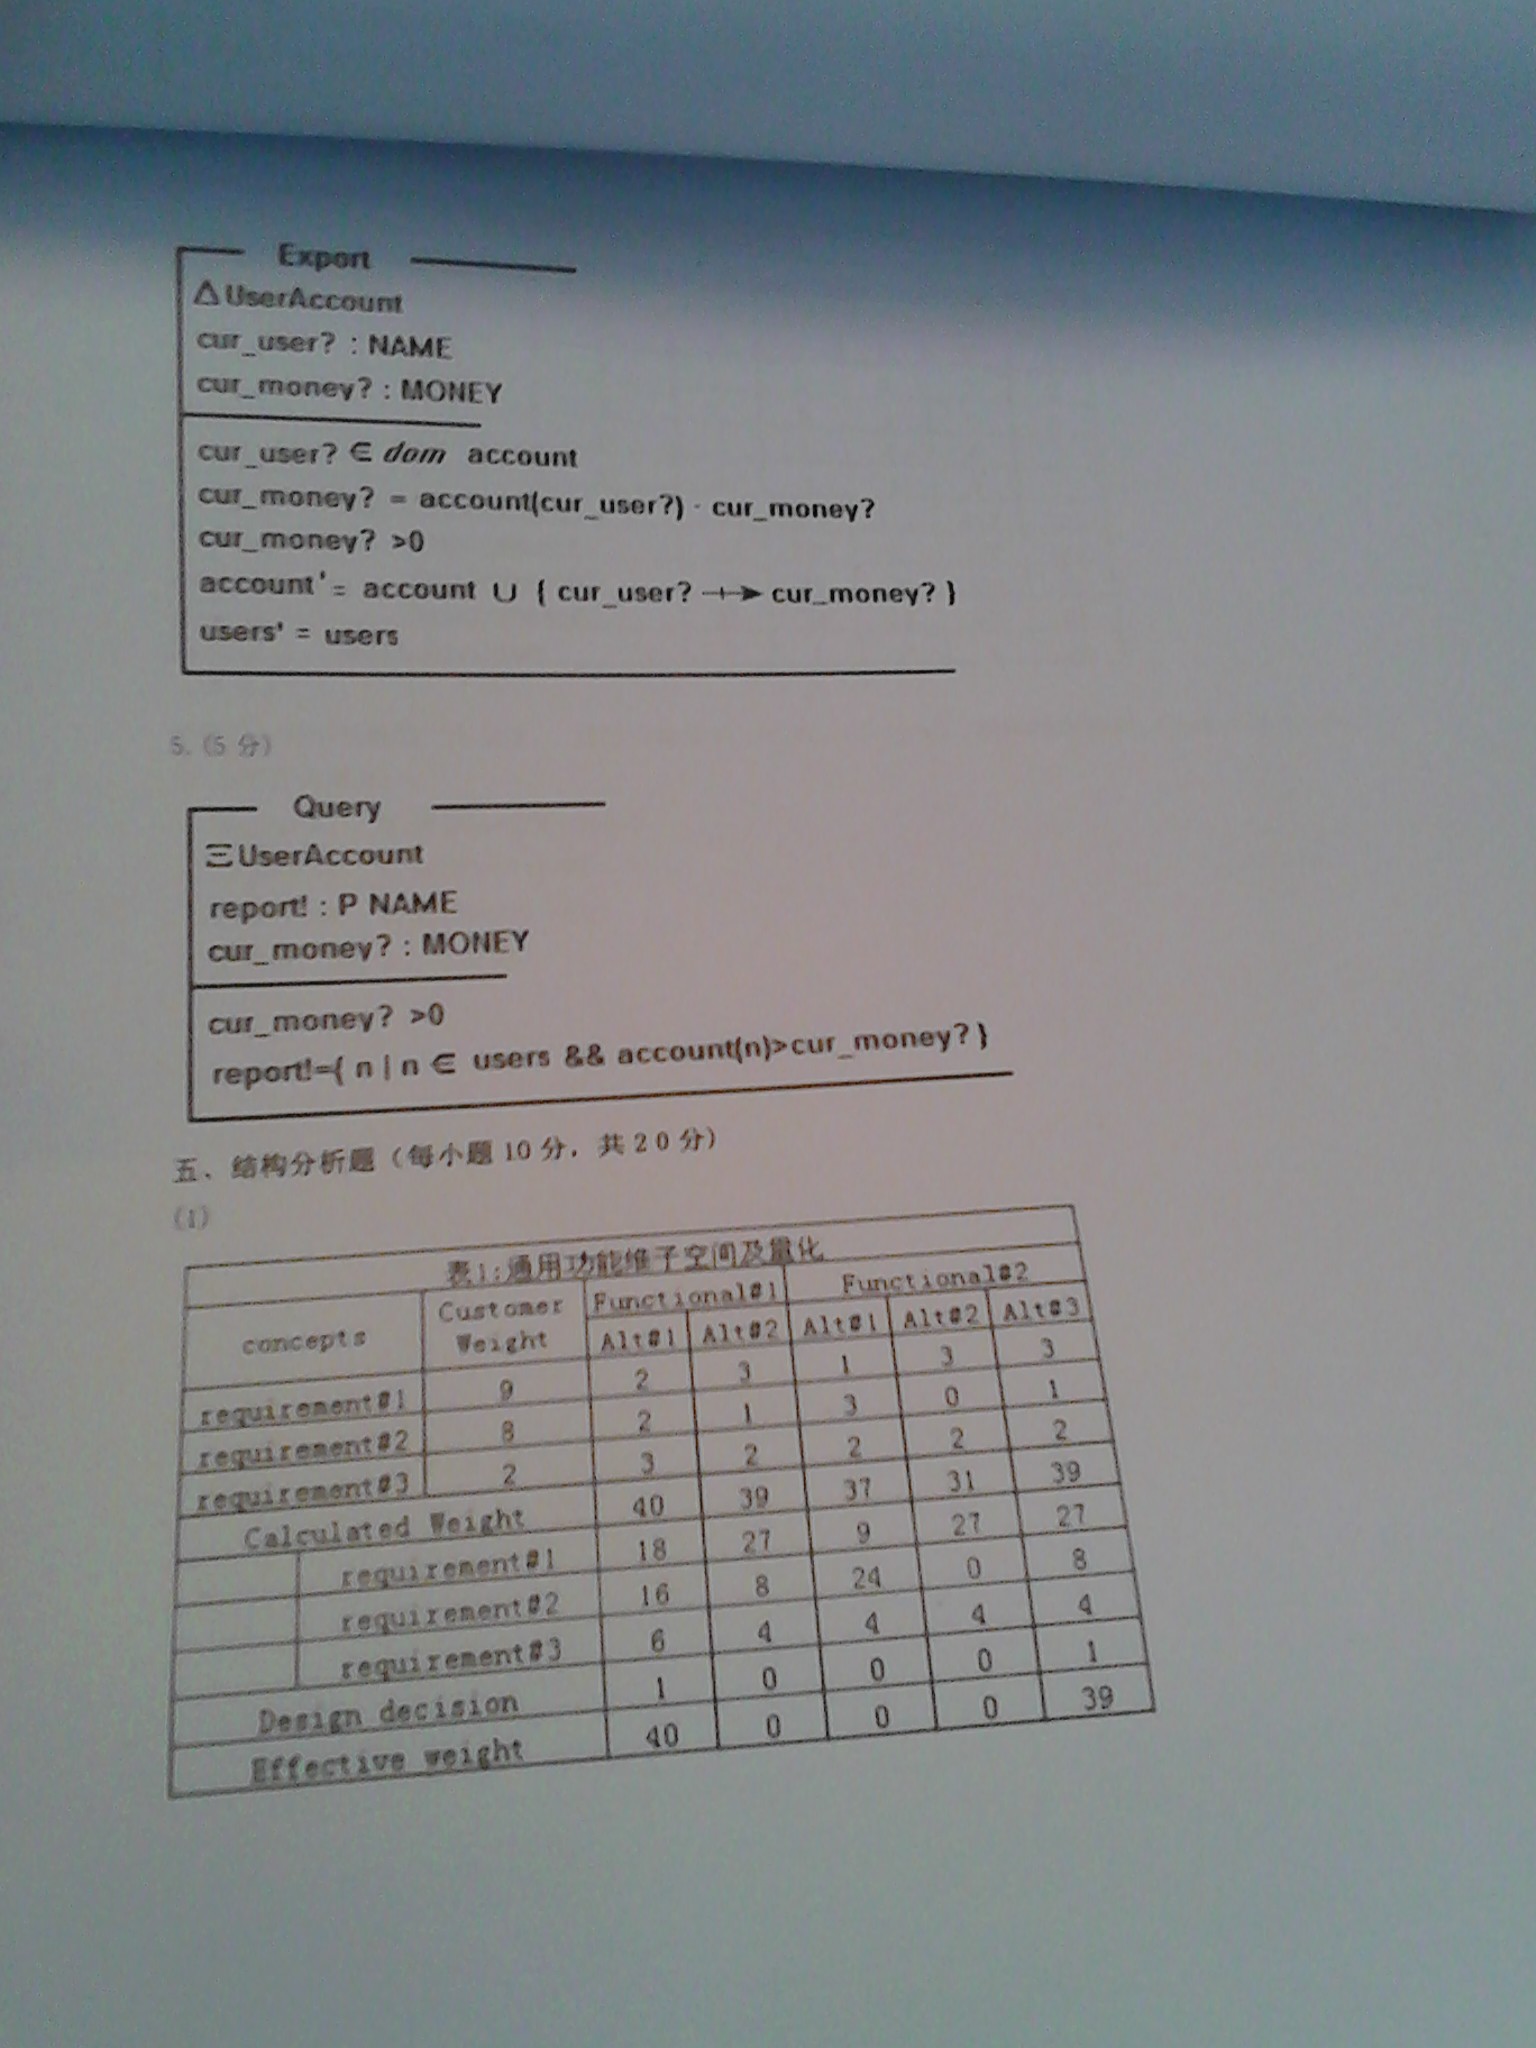 Export
Δ UserAccount
cur_user? : NAME
cur_money? : MONEY
cur_user? ∈ dom account
cur_money? = account(cur_user?) - cur_money?
cur_money? >0
account' = account ∪ { cur_user? ⇸ cur_money? }
users' = users
5. (5 分)
Query
Ξ UserAccount
report! : P NAME
cur_money? : MONEY
cur_money? >0
report!={ n | n ∈ users && account(n)>cur_money? }
五、结构分析题（每小题 10 分，共 2 0 分）
(1)
表1:通用功能维子空间及量化
concepts Customer Weight Functional#1 Functional#2
Alt#1 Alt#2 Alt#1 Alt#2 Alt#3
requirement#1 9 2 3 1 3 3
requirement#2 8 2 1 3 0 1
requirement#3 2 3 2 2 2 2
Calculated Weight 40 39 37 31 39
requirement#1 18 27 9 27 27
requirement#2 16 8 24 0 8
requirement#3 6 4 4 4 4
Design decision 1 0 0 0 1
Effective weight 40 0 0 0 39